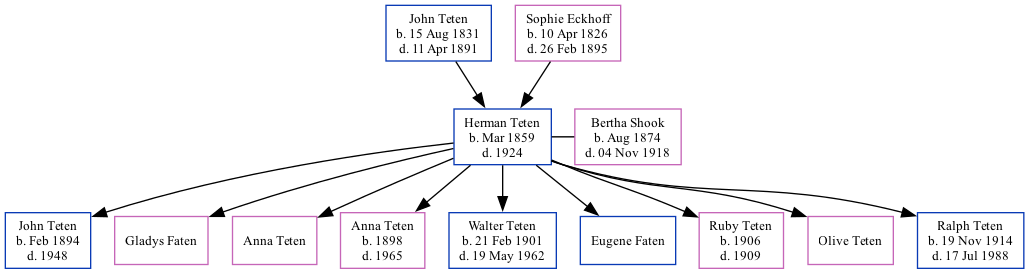 John Teten
b. 15 Aug 1831
d. 11 Apr 1891
Sophie Eckhoff
b. 10 Apr 1826
d. 26 Feb 1895
Herman Teten
b. Mar 1859
d. 1924
Bertha Shook
b. Aug 1874
d. 04 Nov 1918
John Teten
b. Feb 1894
d. 1948
Gladys Faten
Anna Teten
Anna Teten
b. 1898
d. 1965
Walter Teten
b. 21 Feb 1901
d. 19 May 1962
Eugene Faten
Ruby Teten
b. 1906
d. 1909
Olive Teten
Ralph Teten
b. 19 Nov 1914
d. 17 Jul 1988